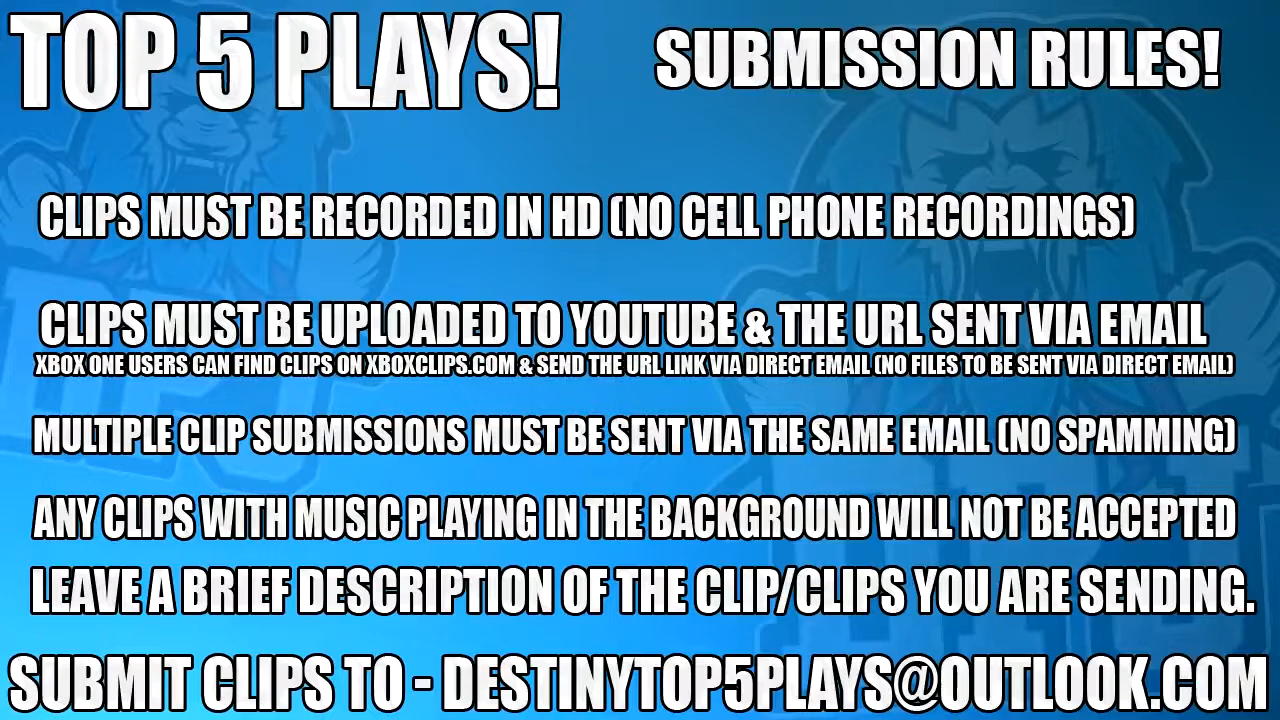 TOP 5 PLAYS!
SUBMISSION RULES!
CLIPS MUST BE RECORDED IN HD (NO CELL PHONE RECORDINGS)
CLIPS MUST BE UPLOADED TO YOUTUBE & THE URL SENT VIA EMAIL
XBOX ONE USERS CAN FIND CLIPS ON XBOXCLIPS.COM & SEND THE URL LINK VIA DIRECT EMAIL (NO FILES TO BE SENT VIA DIRECT EMAIL)
MULTIPLE CLIP SUBMISSIONS MUST BE SENT VIA THE SAME EMAIL (NO SPAMMING)
ANY CLIPS WITH MUSIC PLAYING IN THE BACKGROUND WILL NOT BE ACCEPTED
LEAVE A BRIEF DESCRIPTION OF THE CLIP/CLIPS YOU ARE SENDING.
SUBMIT CLIPS TO - DESTINYTOP5PLAYS@OUTLOOK.COM